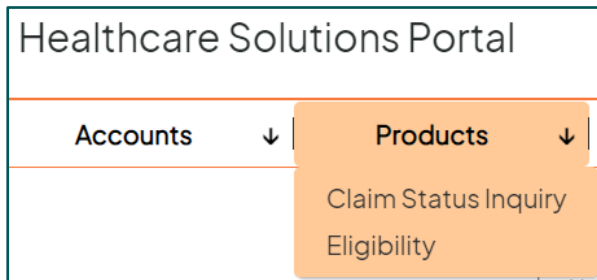 Healthcare Solutions Portal
Accounts ↓ Products ↓
Claim Status Inquiry
Eligibility